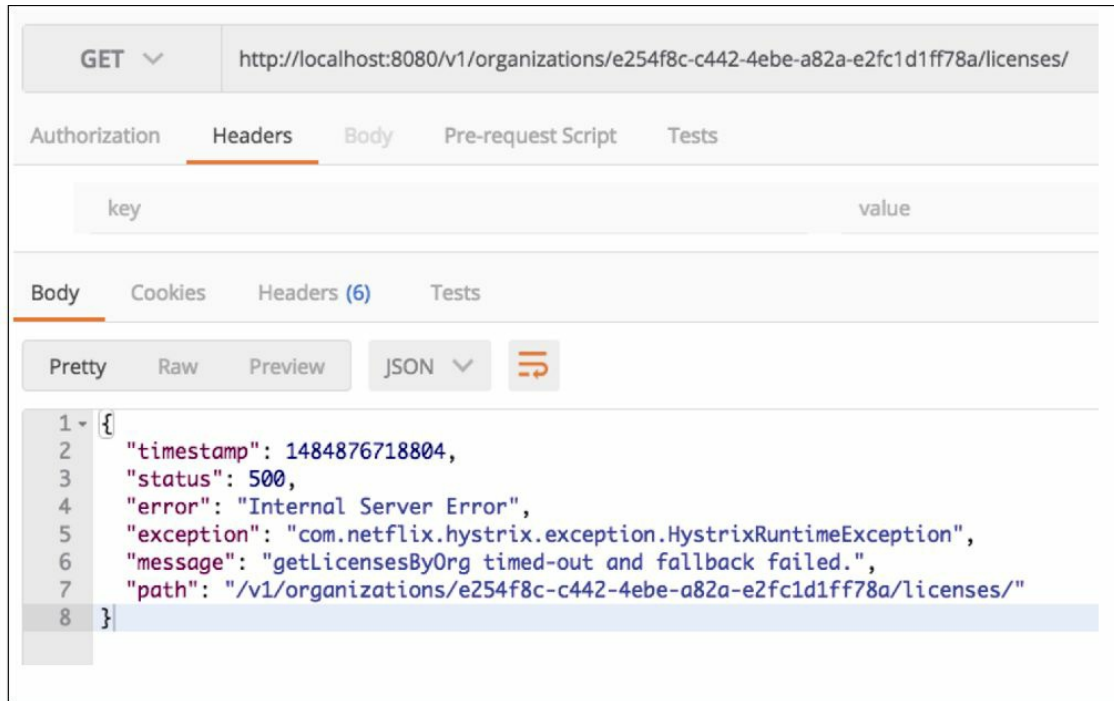 GET http://localhost:8080/v1/organizations/e254f8c-c442-4ebe-a82a-e2fc1d1ff78a/licenses/
Authorization Headers Body Pre-request Script Tests
key value
Body Cookies Headers (6) Tests
Pretty Raw Preview JSON
1 {
2 "timestamp": 1484876718804,
3 "status": 500,
4 "error": "Internal Server Error",
5 "exception": "com.netflix.hystrix.exception.HystrixRuntimeException",
6 "message": "getLicensesByOrg timed-out and fallback failed.",
7 "path": "/v1/organizations/e254f8c-c442-4ebe-a82a-e2fc1d1ff78a/licenses/"
8 }